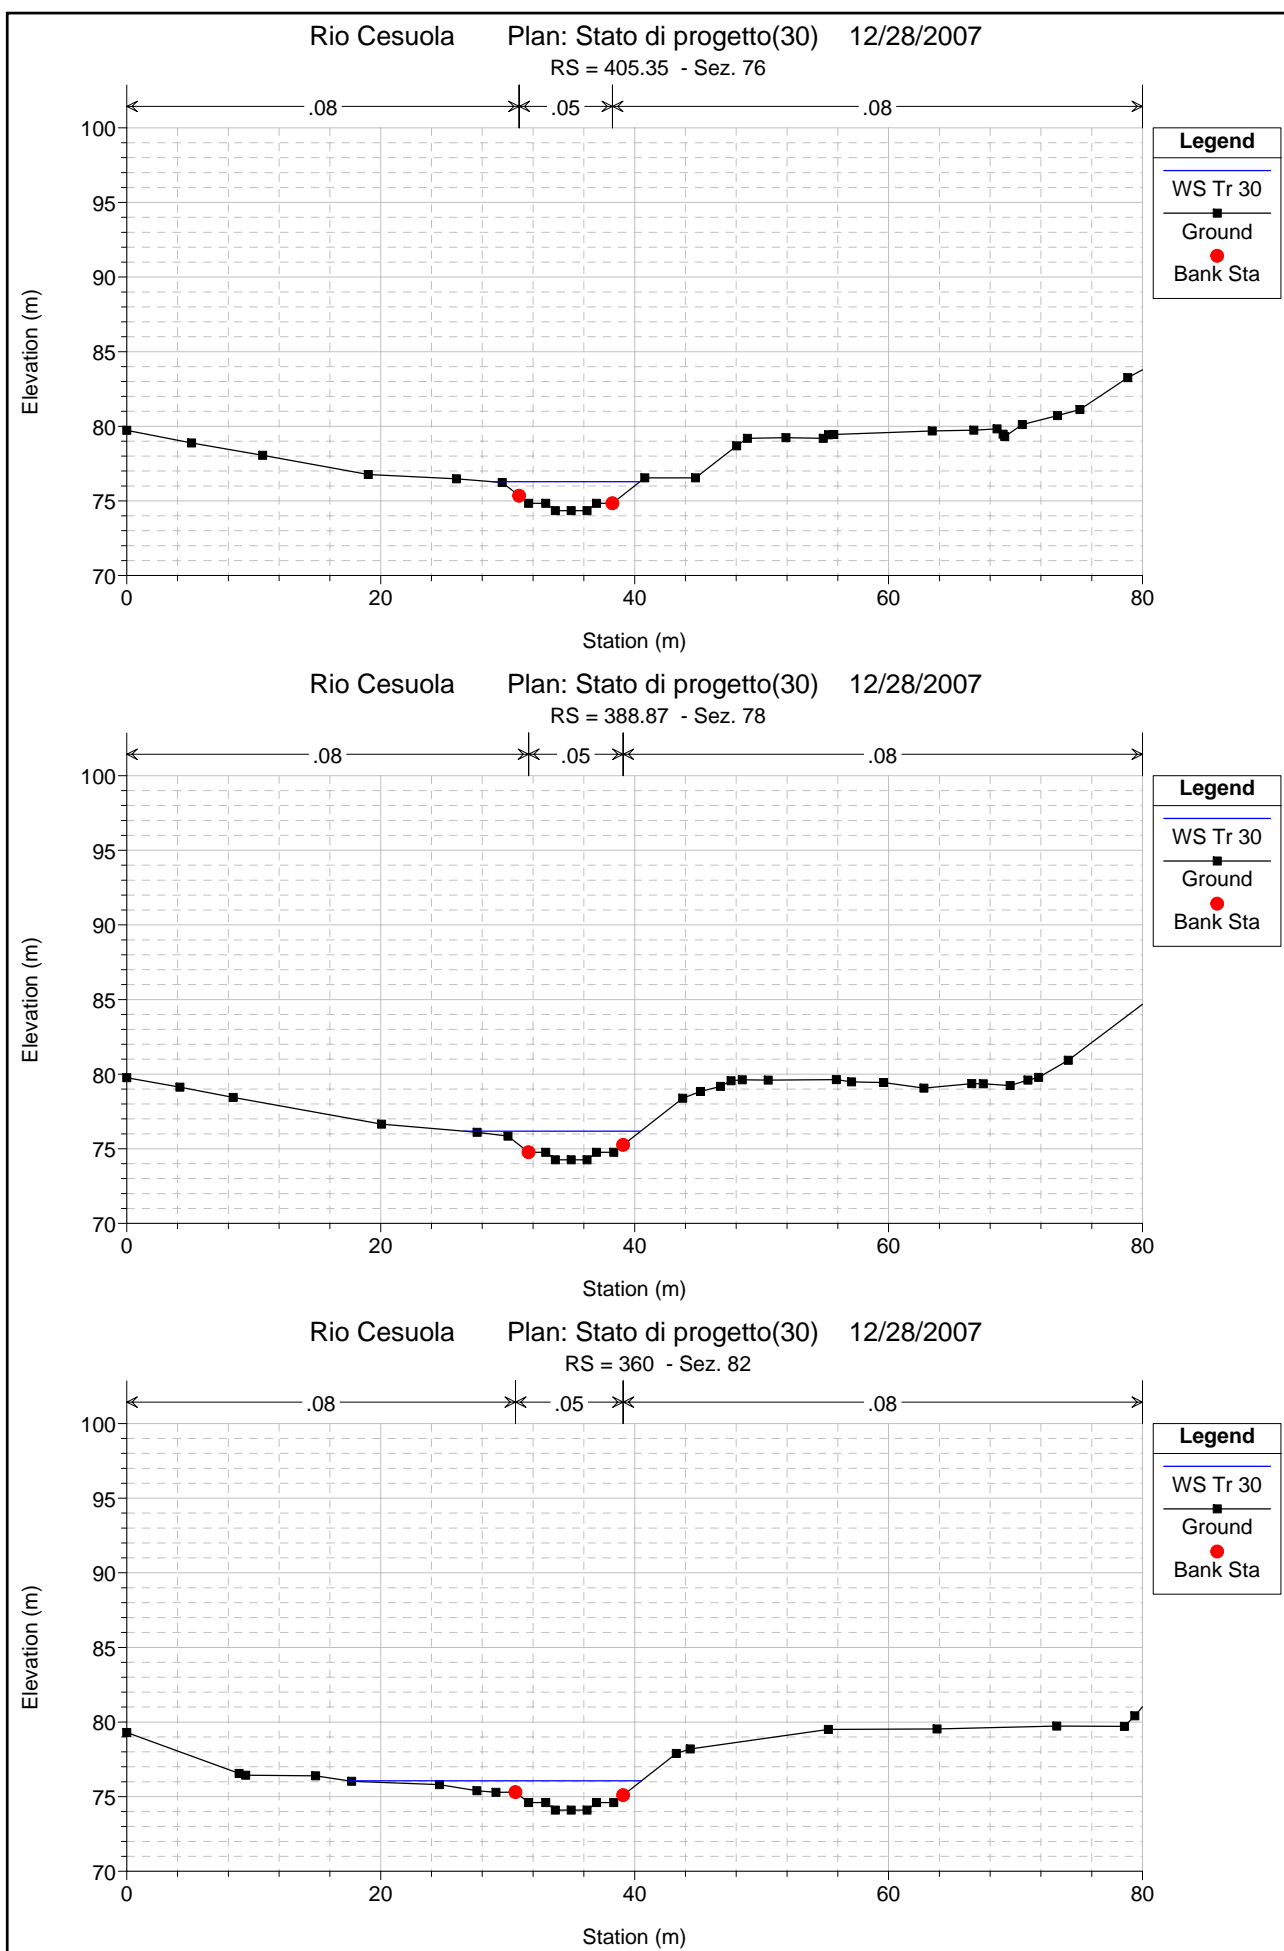 Rio Cesuola Plan: Stato di progetto(30) 12/28/2007
RS = 405.35 - Sez. 76
.08 .05 .08
Legend
WS Tr 30
Ground
Bank Sta
Elevation (m)
100
95
90
85
80
75
70
0 20 40 60 80
Station (m)
Rio Cesuola Plan: Stato di progetto(30) 12/28/2007
RS = 388.87 - Sez. 78
.08 .05 .08
Legend
WS Tr 30
Ground
Bank Sta
Elevation (m)
100
95
90
85
80
75
70
0 20 40 60 80
Station (m)
Rio Cesuola Plan: Stato di progetto(30) 12/28/2007
RS = 360 - Sez. 82
.08 .05 .08
Legend
WS Tr 30
Ground
Bank Sta
Elevation (m)
100
95
90
85
80
75
70
0 20 40 60 80
Station (m)